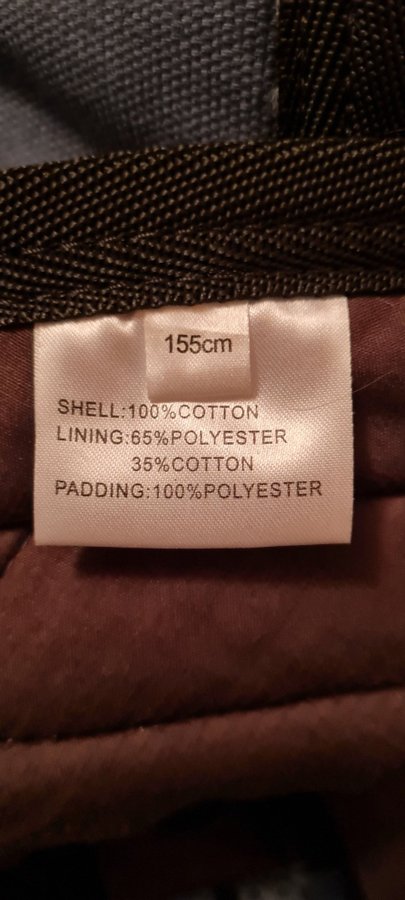 155cm
SHELL:100%COTTON
LINING:65%POLYESTER
35%COTTON
PADDING:100%POLYESTER